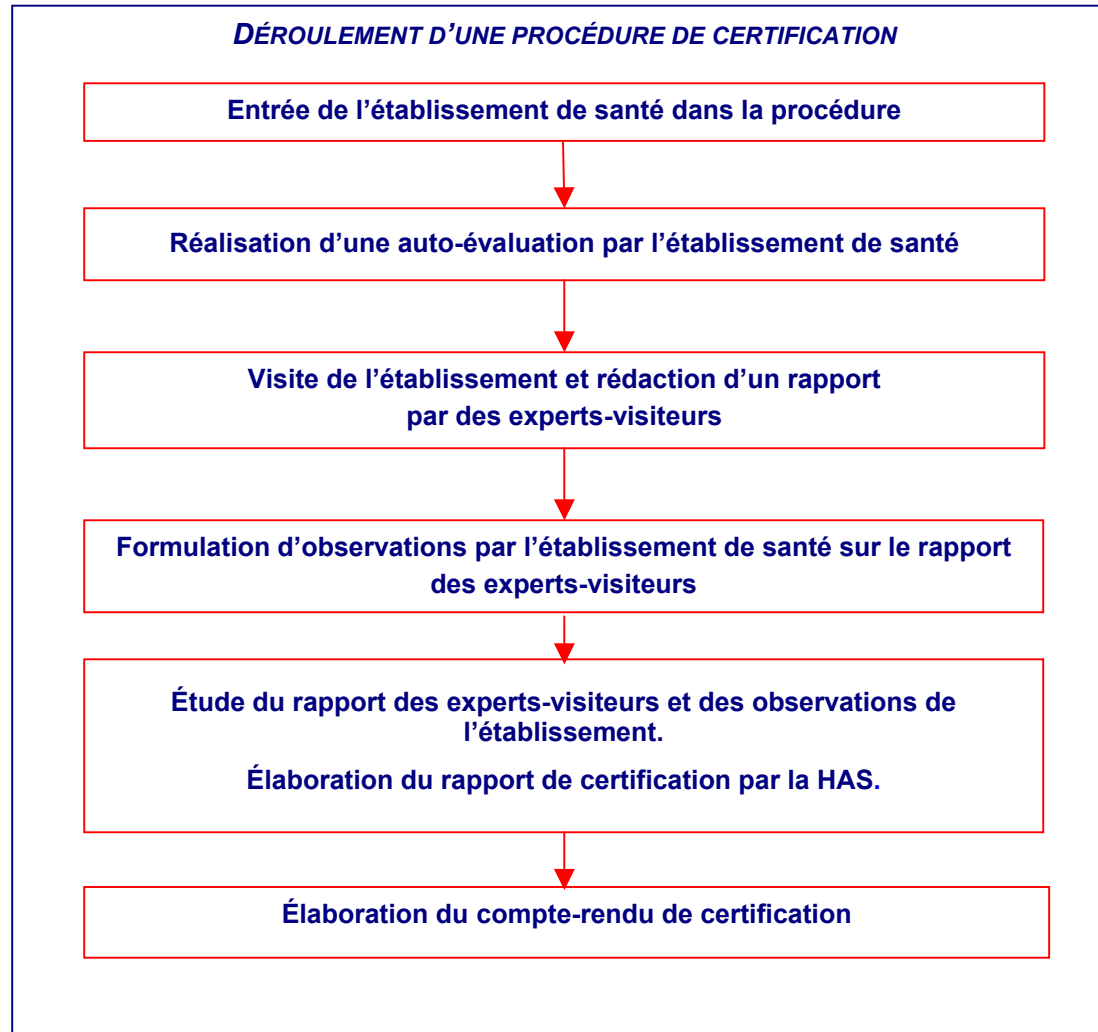 DÉROULEMENT D’UNE PROCÉDURE DE CERTIFICATION
Entrée de l’établissement de santé dans la procédure
Réalisation d’une auto-évaluation par l’établissement de santé
Visite de l’établissement et rédaction d’un rapport
par des experts-visiteurs
Formulation d’observations par l’établissement de santé sur le rapport
des experts-visiteurs
Étude du rapport des experts-visiteurs et des observations de
l’établissement.
Élaboration du rapport de certification par la HAS.
Élaboration du compte-rendu de certification